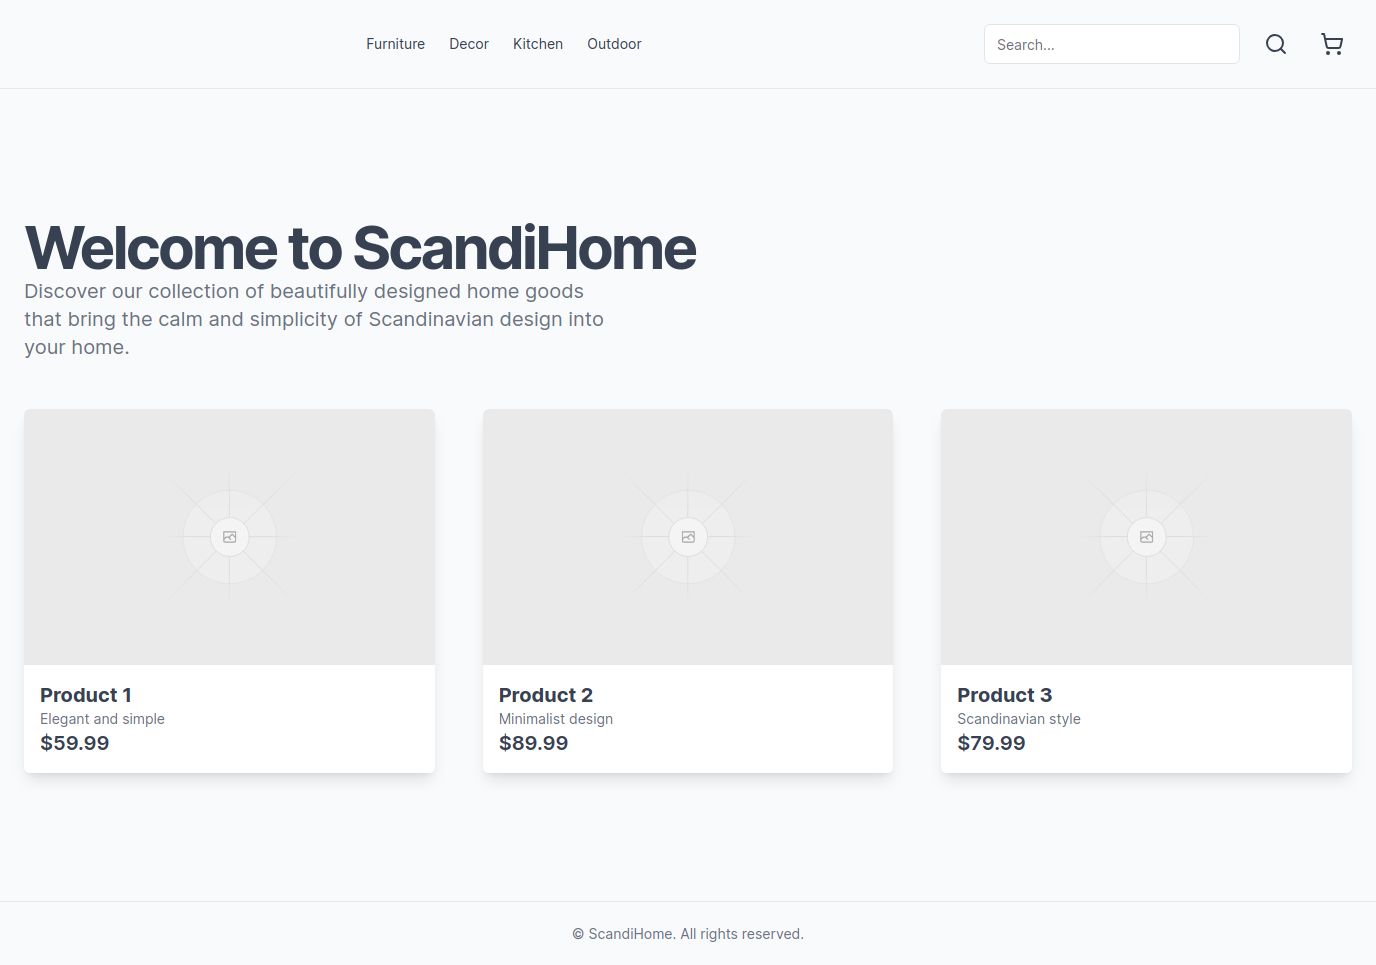 Furniture Decor Kitchen Outdoor Search...
Welcome to ScandiHome
Discover our collection of beautifully designed home goods
that bring the calm and simplicity of Scandinavian design into
your home.
Product 1
Elegant and simple
$59.99
Product 2
Minimalist design
$89.99
Product 3
Scandinavian style
$79.99
© ScandiHome. All rights reserved.